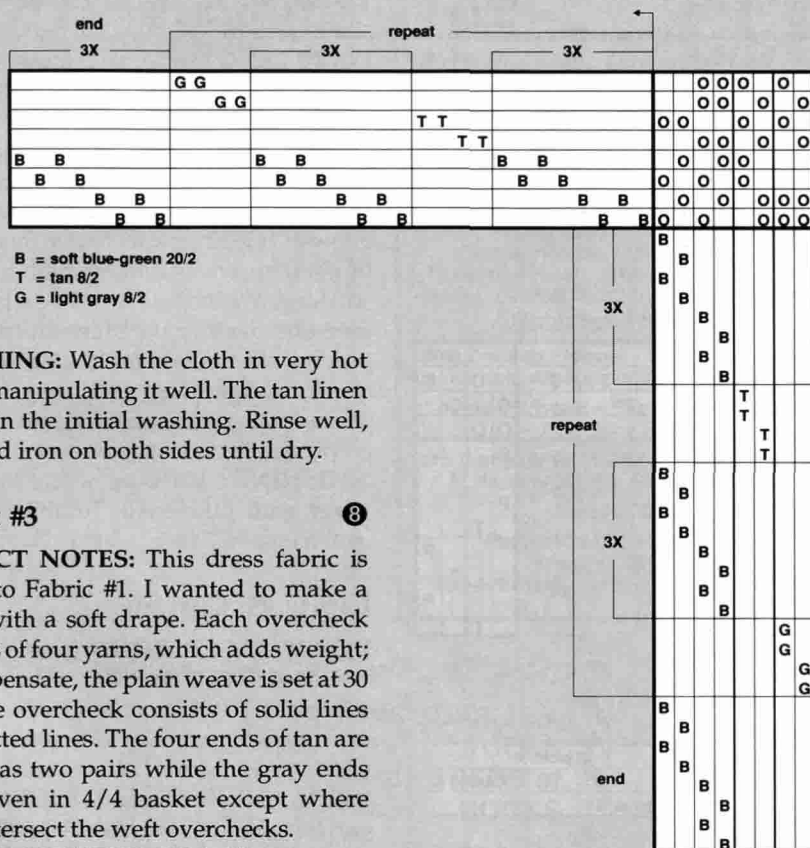 end
repeat
3X 3X 3X
G G O O O O
G G O O O O
T T O O O O
T T O O O O
B B B B B B O O O
B B B B B B O O O
B B B B B B O O O O O
B B B B B B O O O O O
B = soft blue-green 20/2
T = tan 8/2
G = light gray 8/2
B
B
B
B
3X
B
B
B
B
T
T
repeat
T
T
B
B
B
B
3X
B
B
B
B
G
G
G
G
B
B
B
B
end
B
B
B
B
HING: Wash the cloth in very hot
manipulating it well. The tan linen
n the initial washing. Rinse well,
d iron on both sides until dry.
#3 8
CT NOTES: This dress fabric is
to Fabric #1. I wanted to make a
with a soft drape. Each overcheck
of four yarns, which adds weight;
pensate, the plain weave is set at 30
e overcheck consists of solid lines
tted lines. The four ends of tan are
as two pairs while the gray ends
ven in 4/4 basket except where
tersect the weft overchecks.